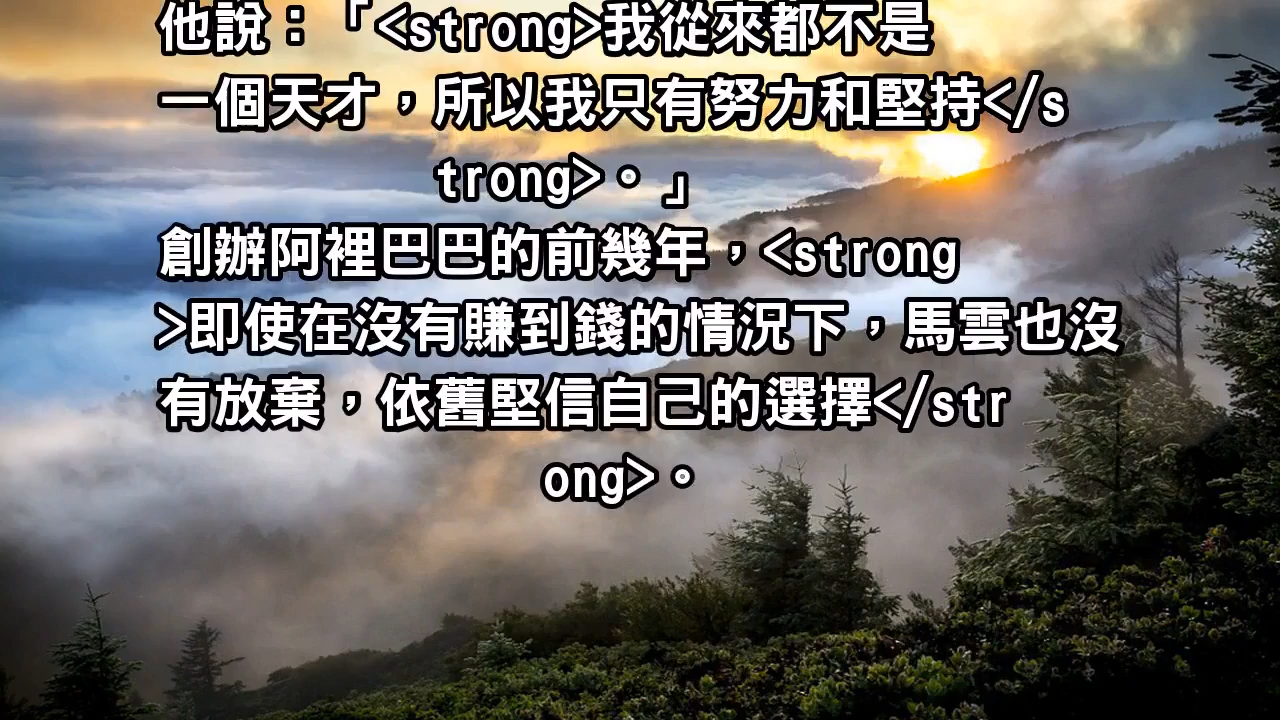 他說：「<strong>我從來都不是
一個天才，所以我只有努力和堅持</s
trong>。」
創辦阿裡巴巴的前幾年，<strong
>即使在沒有賺到錢的情況下，馬雲也沒
有放棄，依舊堅信自己的選擇</str
ong>。